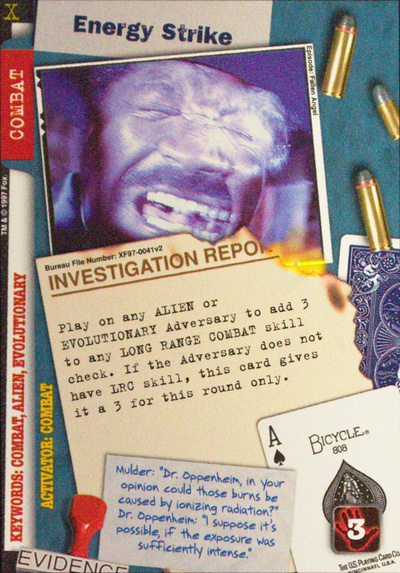 X
Energy Strike
COMBAT
Episode: Fallen Angel
TM & © 1997 Fox.
Bureau File Number: XF97-0041v2
INVESTIGATION REPO
Play on any ALIEN or
EVOLUTIONARY Adversary to add 3
to any LONG RANGE COMBAT skill
check. If the Adversary does not
have LRC skill, this card gives
it a 3 for this round only.
KEYWORDS: COMBAT, ALIEN, EVOLUTIONARY
ACTIVATOR: COMBAT
A
BICYCLE®
808
3
THE U.S. PLAYING CARD CO.
CINCINNATI, U.S.A.
Mulder: "Dr. Oppenheim, in your
opinion could those burns be
caused by ionizing radiation?"
Dr. Oppenheim: "I suppose it's
possible, if the exposure was
sufficiently intense."
EVIDENCE